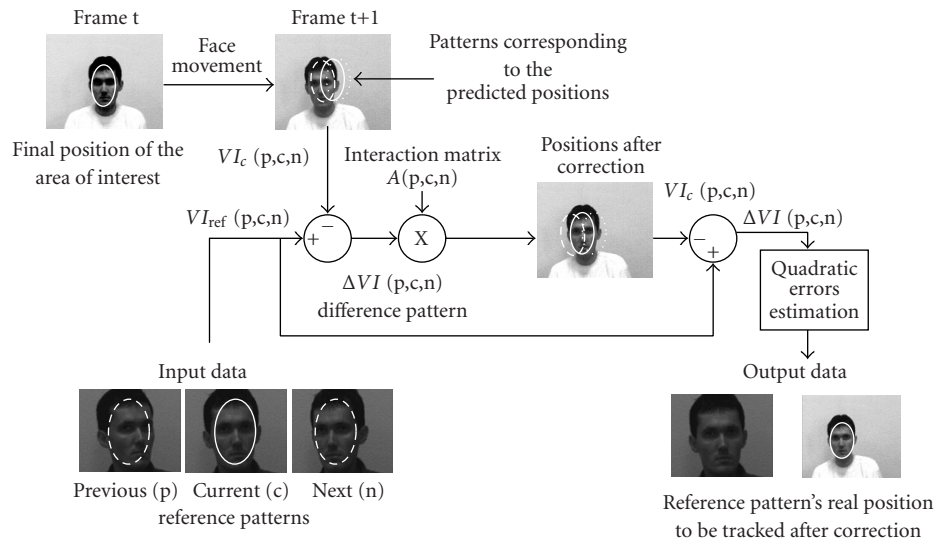 Frame t
Frame t+1
Face
movement
Patterns corresponding
to the
predicted positions
Final position of the
area of interest
VI_c (p,c,n)
Interaction matrix
A(p,c,n)
Positions after
correction
VI_c (p,c,n)
ΔVI (p,c,n)
VI_ref (p,c,n)
+
−
X
−
+
ΔVI (p,c,n)
difference pattern
Quadratic
errors
estimation
Input data
Output data
Previous (p)
Current (c)
Next (n)
reference patterns
Reference pattern's real position
to be tracked after correction